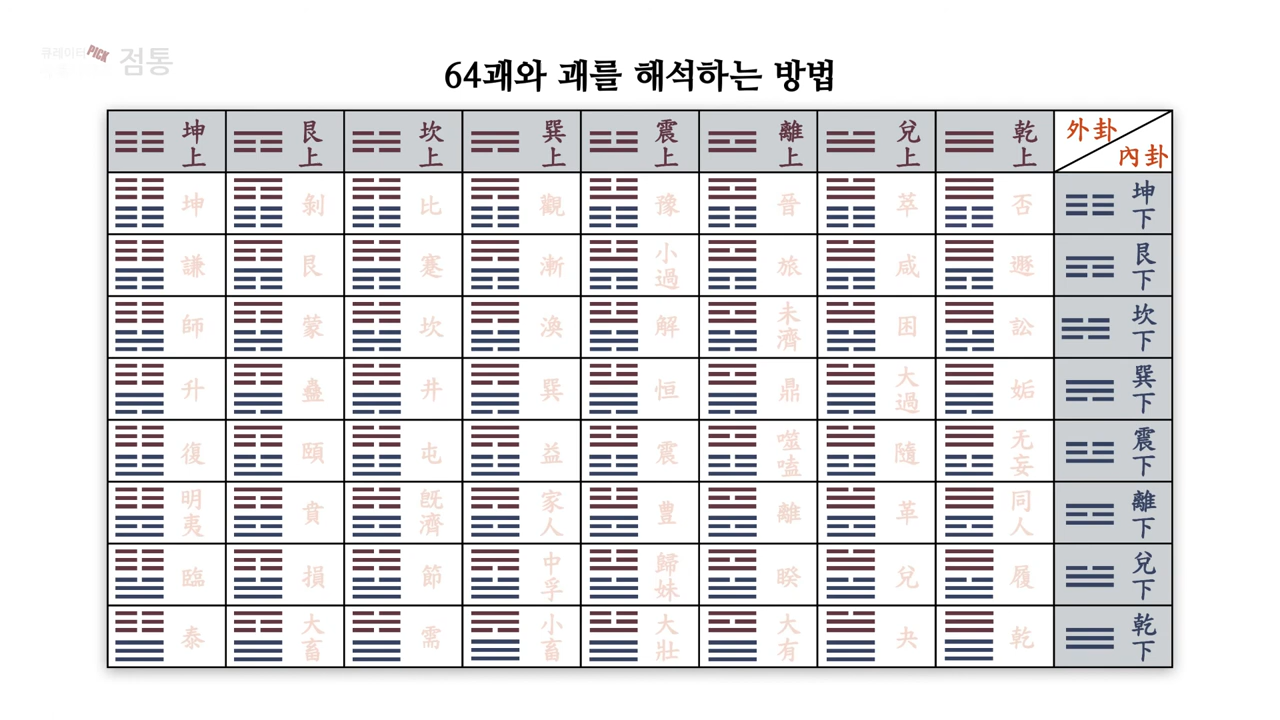 큐레이터 PICK 점통
64괘와 괘를 해석하는 방법
坤上 艮上 坎上 巽上 震上 離上 兌上 乾上 外卦 內卦
坤 剝 比 觀 豫 晉 萃 否 坤下
謙 艮 蹇 漸 小過 旅 咸 遯 艮下
師 蒙 坎 渙 解 未濟 困 訟 坎下
升 蠱 井 巽 恒 鼎 大過 姤 巽下
復 頤 屯 益 震 噬嗑 隨 无妄 震下
明夷 賁 旣濟 家人 豊 離 革 同人 離下
臨 損 節 中孚 歸妹 睽 兌 履 兌下
泰 大畜 需 小畜 大壯 大有 夬 乾 乾下